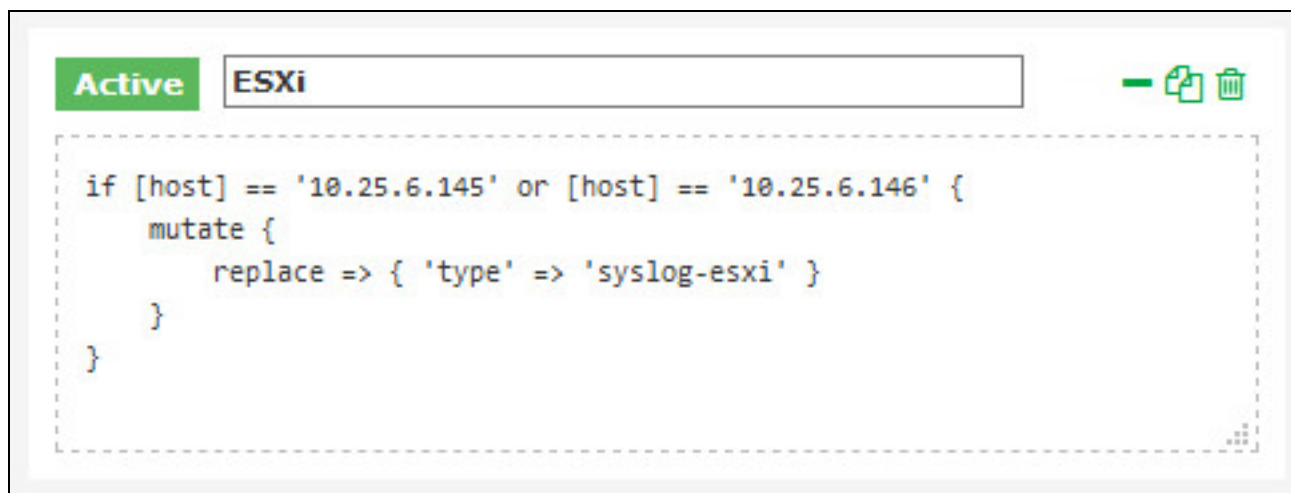 Active ESXi
if [host] == '10.25.6.145' or [host] == '10.25.6.146' {
    mutate {
        replace => { 'type' => 'syslog-esxi' }
    }
}